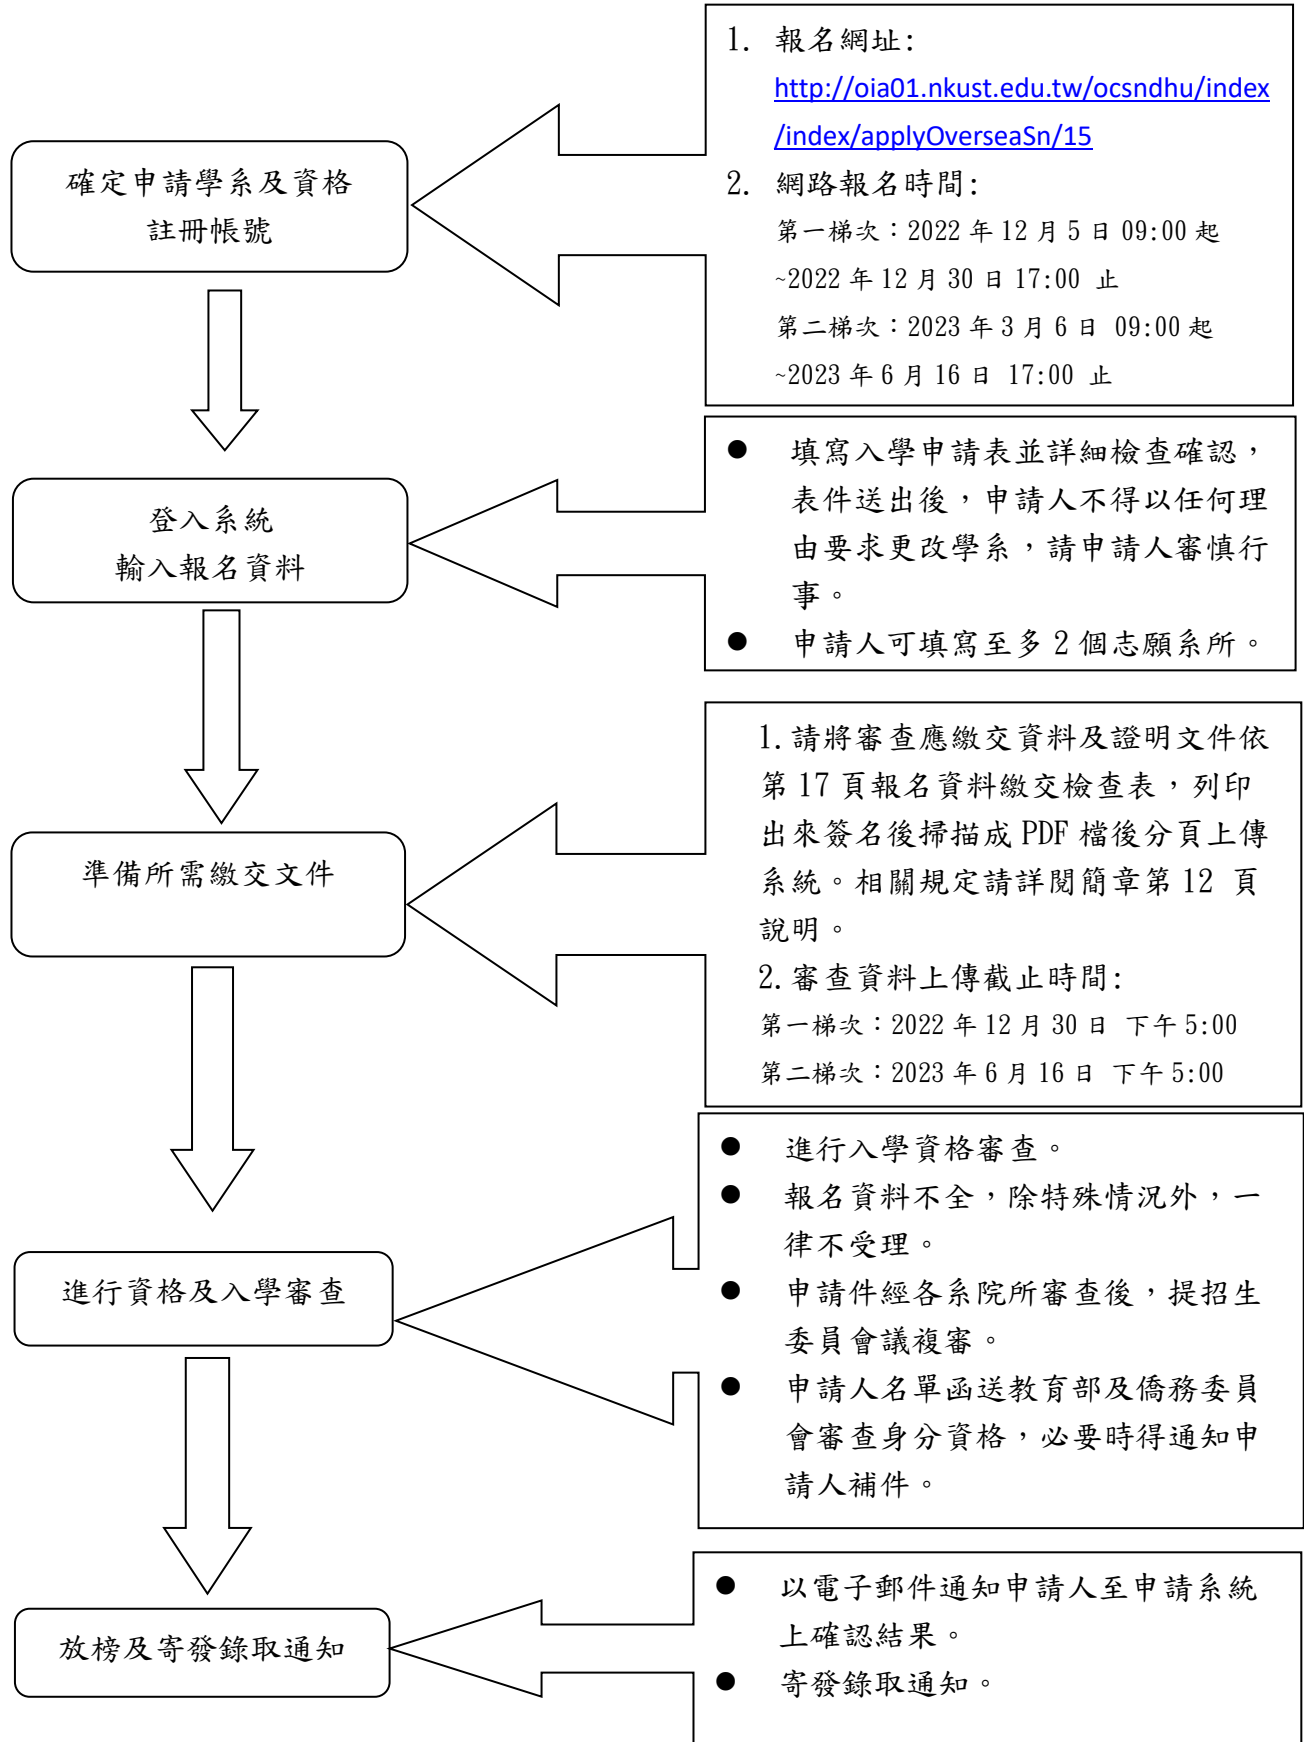 確定申請學系及資格
註冊帳號
1. 報名網址:
http://oia01.nkust.edu.tw/ocsndhu/index
/index/applyOverseaSn/15
2. 網路報名時間:
第一梯次：2022 年 12 月 5 日 09:00 起
~2022 年 12 月 30 日 17:00 止
第二梯次：2023 年 3 月 6 日 09:00 起
~2023 年 6 月 16 日 17:00 止
登入系統
輸入報名資料
● 填寫入學申請表並詳細檢查確認，
表件送出後，申請人不得以任何理
由要求更改學系，請申請人審慎行
事。
● 申請人可填寫至多 2 個志願系所。
準備所需繳交文件
1.請將審查應繳交資料及證明文件依
第 17 頁報名資料繳交檢查表，列印
出來簽名後掃描成 PDF 檔後分頁上傳
系統。相關規定請詳閱簡章第 12 頁
說明。
2.審查資料上傳截止時間:
第一梯次：2022 年 12 月 30 日 下午 5:00
第二梯次：2023 年 6 月 16 日 下午 5:00
進行資格及入學審查
● 進行入學資格審查。
● 報名資料不全，除特殊情況外，一
律不受理。
● 申請件經各系院所審查後，提招生
委員會議複審。
● 申請人名單函送教育部及僑務委員
會審查身分資格，必要時得通知申
請人補件。
放榜及寄發錄取通知
● 以電子郵件通知申請人至申請系統
上確認結果。
● 寄發錄取通知。